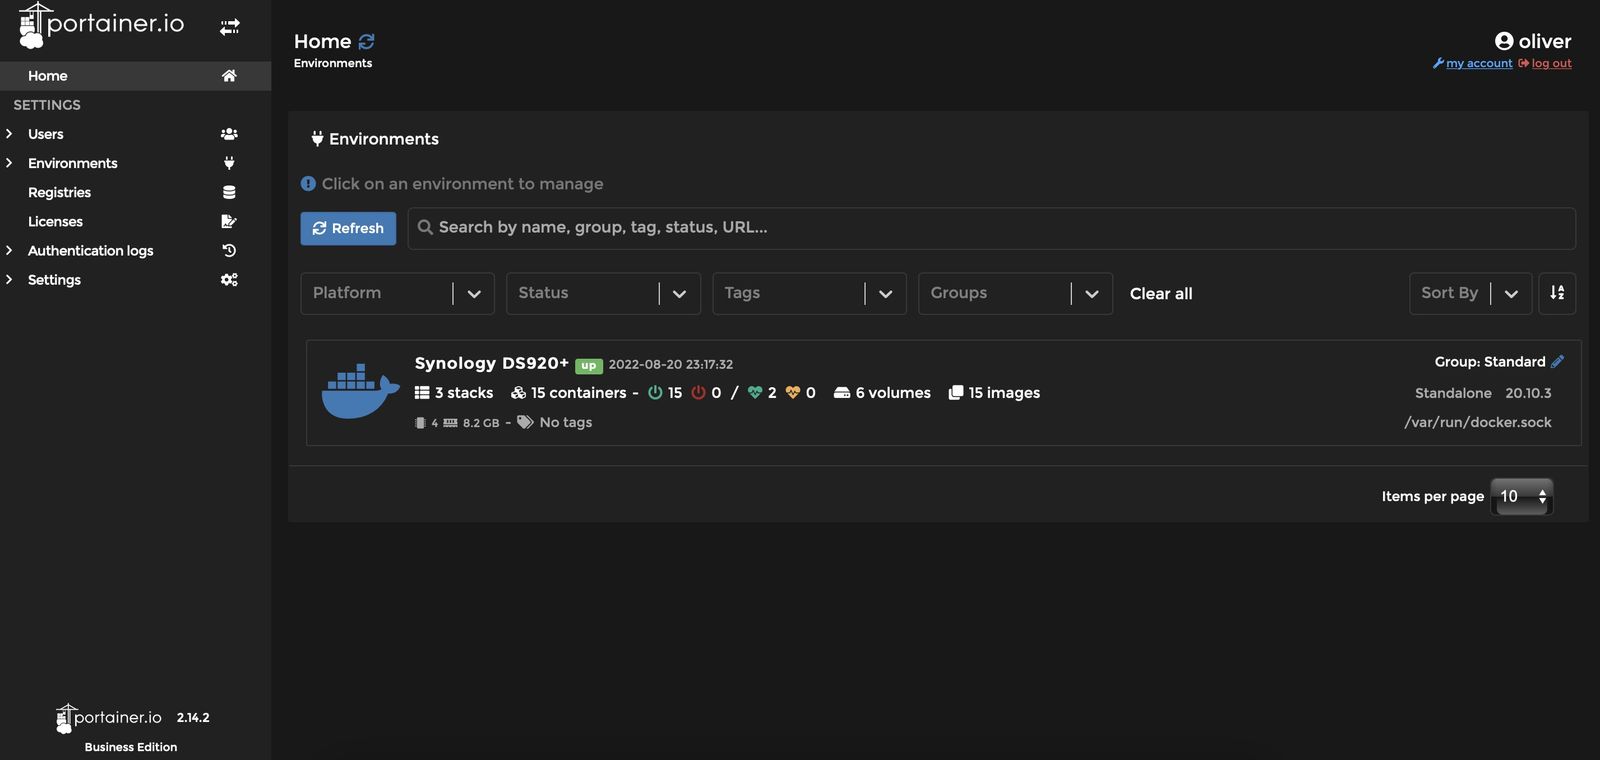 portainer.io
Home
SETTINGS
Users
Environments
Registries
Licenses
Authentication logs
Settings
portainer.io 2.14.2
Business Edition
Home
Environments
oliver
my account log out
Environments
Click on an environment to manage
Refresh Search by name, group, tag, status, URL...
Platform Status Tags Groups Clear all Sort By
Synology DS920+ up 2022-08-20 23:17:32 Group: Standard
3 stacks 15 containers - 15 0 / 2 0 6 volumes 15 images Standalone 20.10.3
4 8.2 GB - No tags /var/run/docker.sock
Items per page 10